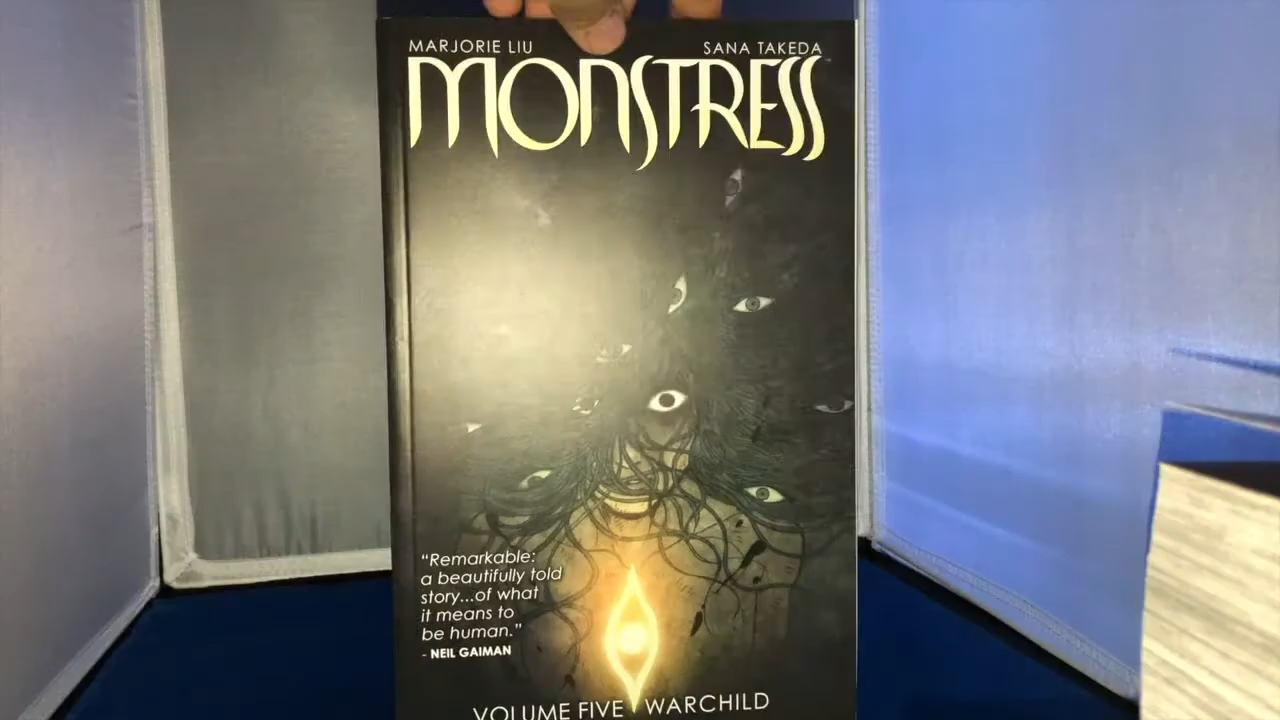 MARJORIE LIU SANA TAKEDA
MONSTRESS
“Remarkable:
a beautifully told
story...of what
it means to
be human.”
- NEIL GAIMAN
VOLUME FIVE WARCHILD